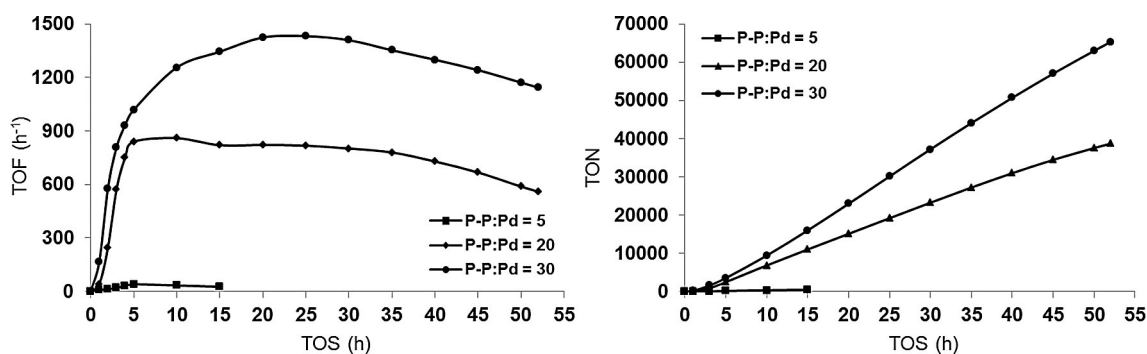 1500
1200
900
600
300
0
TOF (h⁻¹)
P-P:Pd = 5
P-P:Pd = 20
P-P:Pd = 30
0 5 10 15 20 25 30 35 40 45 50 55
TOS (h)
70000
60000
50000
40000
30000
20000
10000
0
TON
P-P:Pd = 5
P-P:Pd = 20
P-P:Pd = 30
0 5 10 15 20 25 30 35 40 45 50 55
TOS (h)